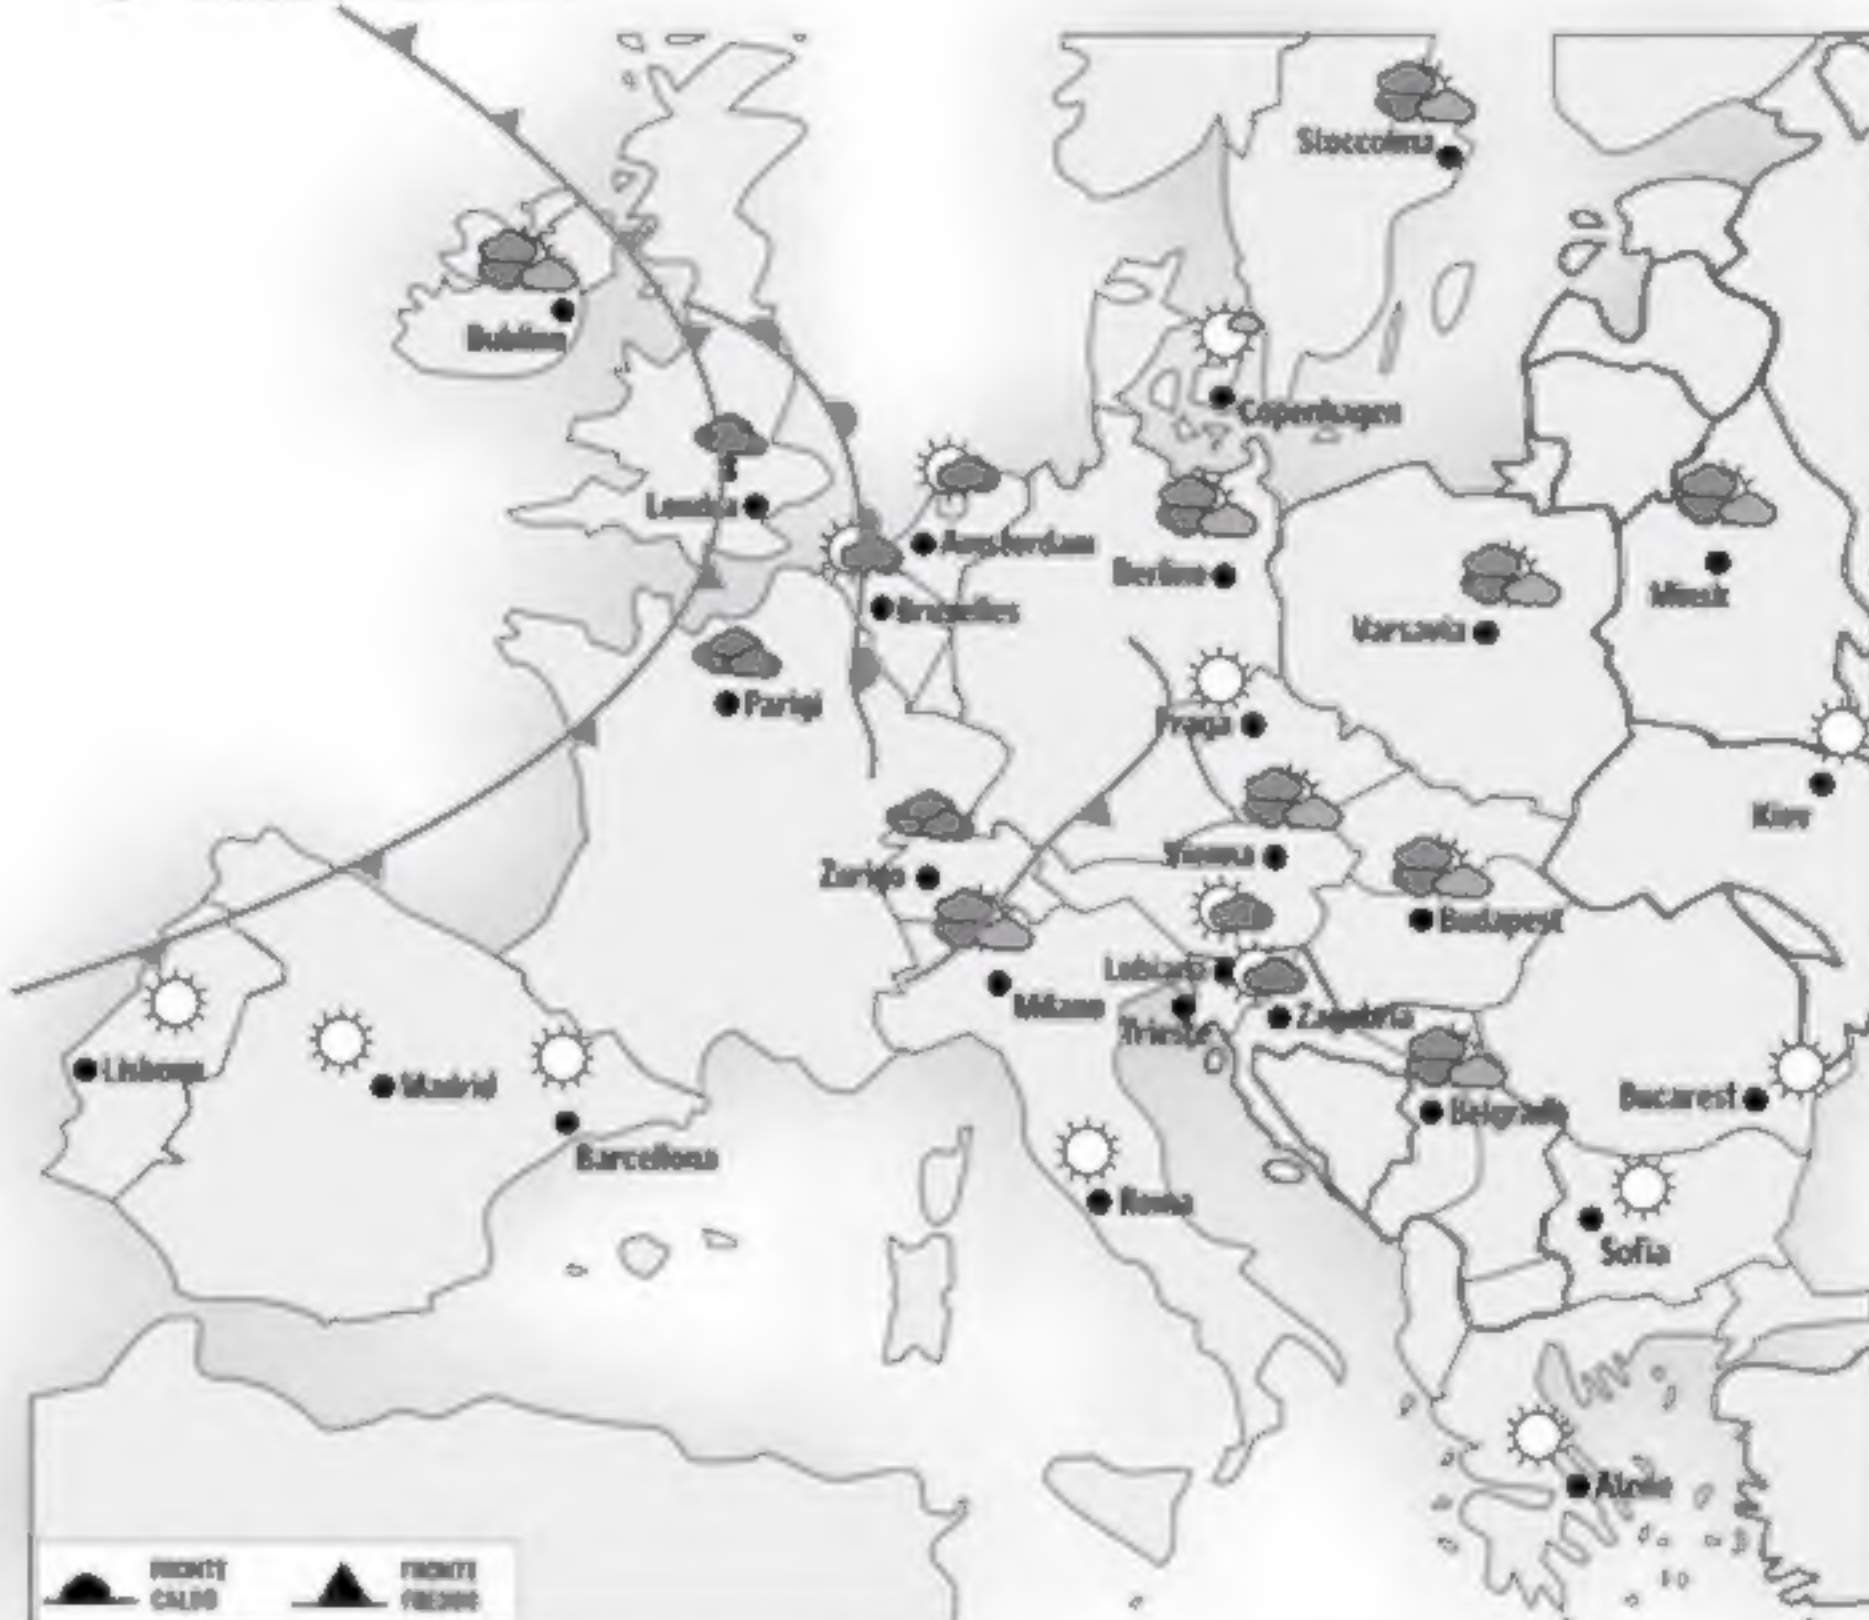 Stoccolma
Dublino
Copenhagen
Londra
Amsterdam
Berlino
Minsk
Bruxelles
Varsavia
Parigi
Praga
Kiev
Vienna
Zurigo
Budapest
Lubiana
Milano
Trieste
Zagabria
Lisbona
Madrid
Belgrado
Bucarest
Barcellona
Roma
Sofia
Atene
FRONTE
CALDO
FRONTE
FREDDO